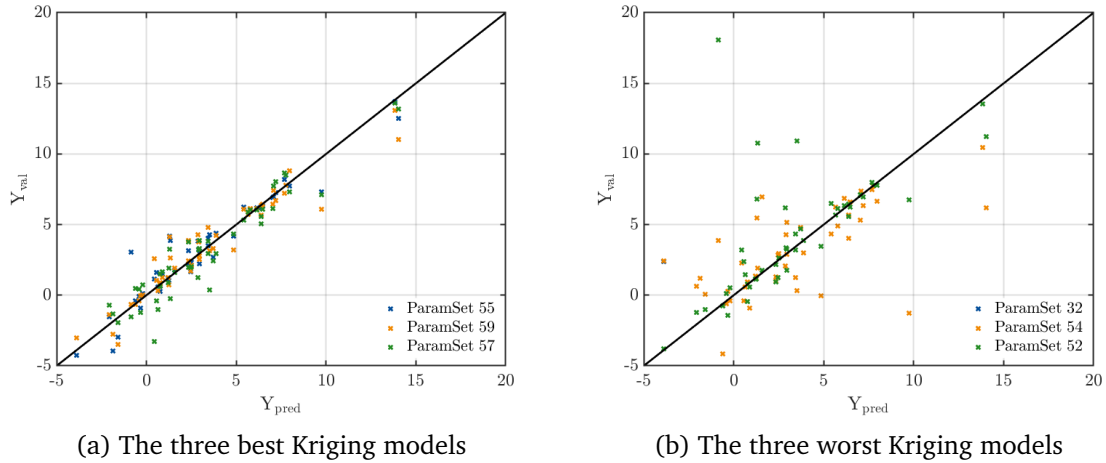 20
15
10
5
0
-5
Y_val
-5 0 5 10 15 20
Y_pred
ParamSet 55
ParamSet 59
ParamSet 57
(a) The three best Kriging models
20
15
10
5
0
-5
Y_val
-5 0 5 10 15 20
Y_pred
ParamSet 32
ParamSet 54
ParamSet 52
(b) The three worst Kriging models